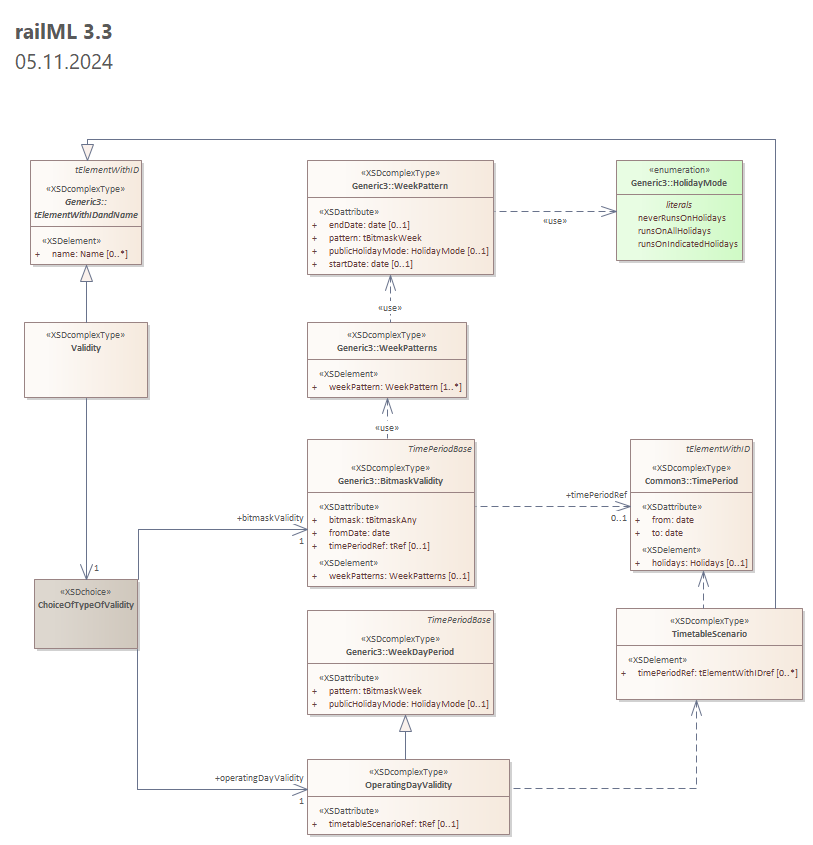 railML 3.3
05.11.2024
tElementWithID
«XSDcomplexType»
Generic3::
tElementWithIDandName
«XSDelement»
+ name: Name [0..*]
«XSDcomplexType»
Generic3::WeekPattern
«XSDattribute»
+ endDate: date [0..1]
+ pattern: tBitmaskWeek
+ publicHolidayMode: HolidayMode [0..1]
+ startDate: date [0..1]
«use»
«enumeration»
Generic3::HolidayMode
literals
neverRunsOnHolidays
runsOnAllHolidays
runsOnIndicatedHolidays
«use»
«XSDcomplexType»
Validity
«XSDcomplexType»
Generic3::WeekPatterns
«XSDelement»
+ weekPattern: WeekPattern [1..*]
«use»
TimePeriodBase
«XSDcomplexType»
Generic3::BitmaskValidity
«XSDattribute»
+ bitmask: tBitmaskAny
+ fromDate: date
+ timePeriodRef: tRef [0..1]
«XSDelement»
+ weekPatterns: WeekPatterns [0..1]
+timePeriodRef
0..1
tElementWithID
«XSDcomplexType»
Common3::TimePeriod
«XSDattribute»
+ from: date
+ to: date
«XSDelement»
+ holidays: Holidays [0..1]
+bitmaskValidity
1
/1
«XSDchoice»
ChoiceOfTypeOfValidity
TimePeriodBase
«XSDcomplexType»
Generic3::WeekDayPeriod
«XSDattribute»
+ pattern: tBitmaskWeek
+ publicHolidayMode: HolidayMode [0..1]
«XSDcomplexType»
TimetableScenario
«XSDelement»
+ timePeriodRef: tElementWithIDref [0..*]
+operatingDayValidity
1
«XSDcomplexType»
OperatingDayValidity
«XSDattribute»
+ timetableScenarioRef: tRef [0..1]